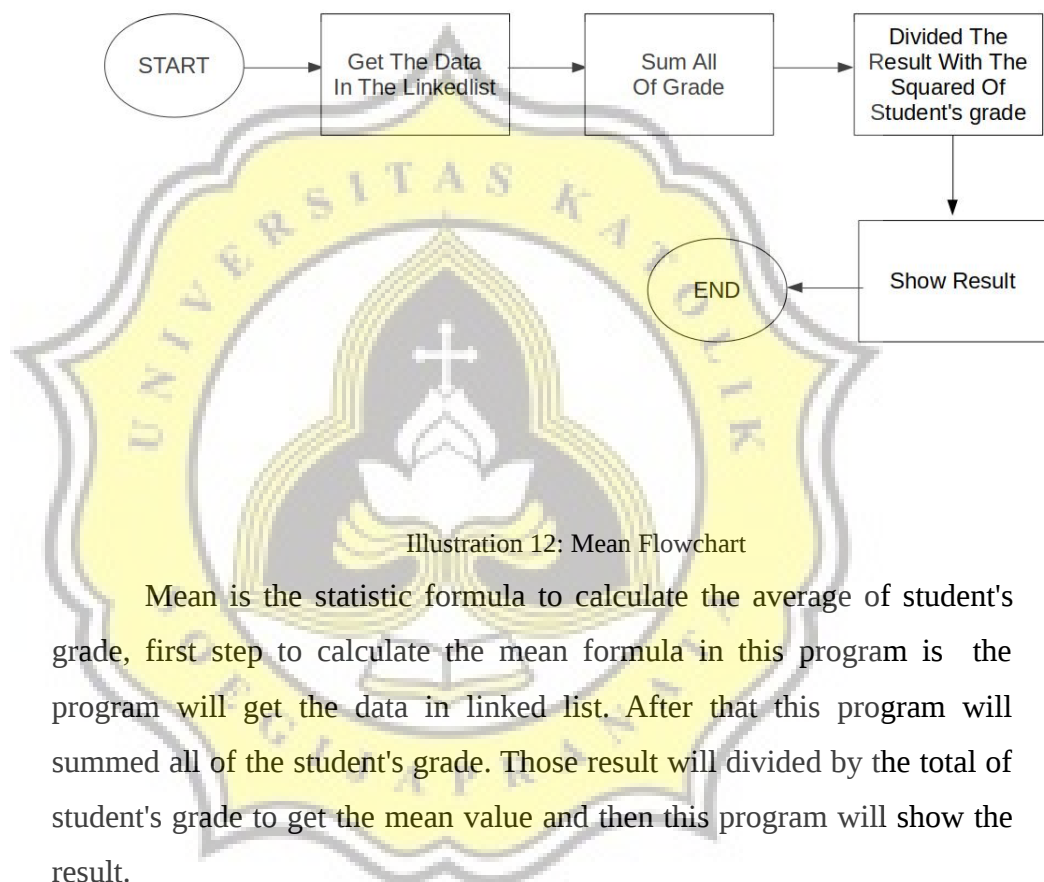 START
Get The Data
In The Linkedlist
Sum All
Of Grade
Divided The
Result With The
Squared Of
Student's grade
Show Result
END
UNIVERSITAS KATOLIK
SOEGIJAPRANATA
Illustration 12: Mean Flowchart
Mean is the statistic formula to calculate the average of student's
grade, first step to calculate the mean formula in this program is the
program will get the data in linked list. After that this program will
summed all of the student's grade. Those result will divided by the total of
student's grade to get the mean value and then this program will show the
result.